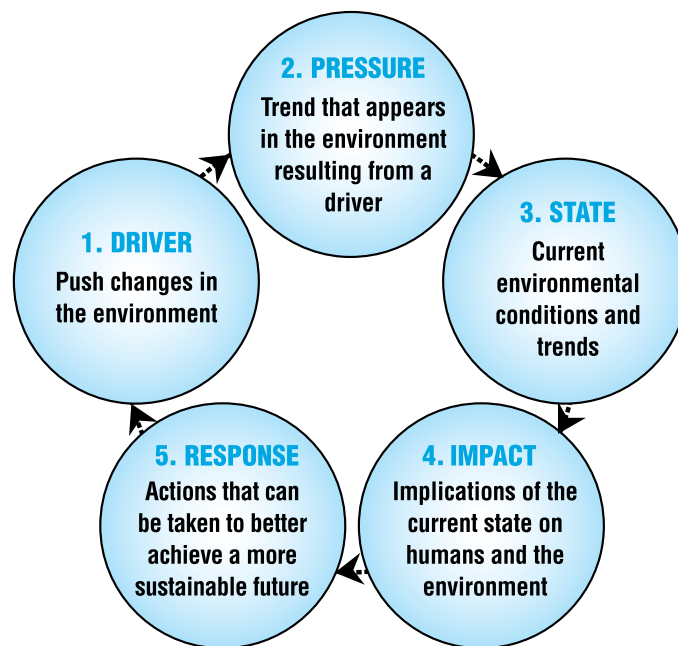 1. DRIVER
Push changes in
the environment
2. PRESSURE
Trend that appears
in the environment
resulting from a
driver
3. STATE
Current
environmental
conditions and
trends
4. IMPACT
Implications of the
current state on
humans and the
environment
5. RESPONSE
Actions that can
be taken to better
achieve a more
sustainable future